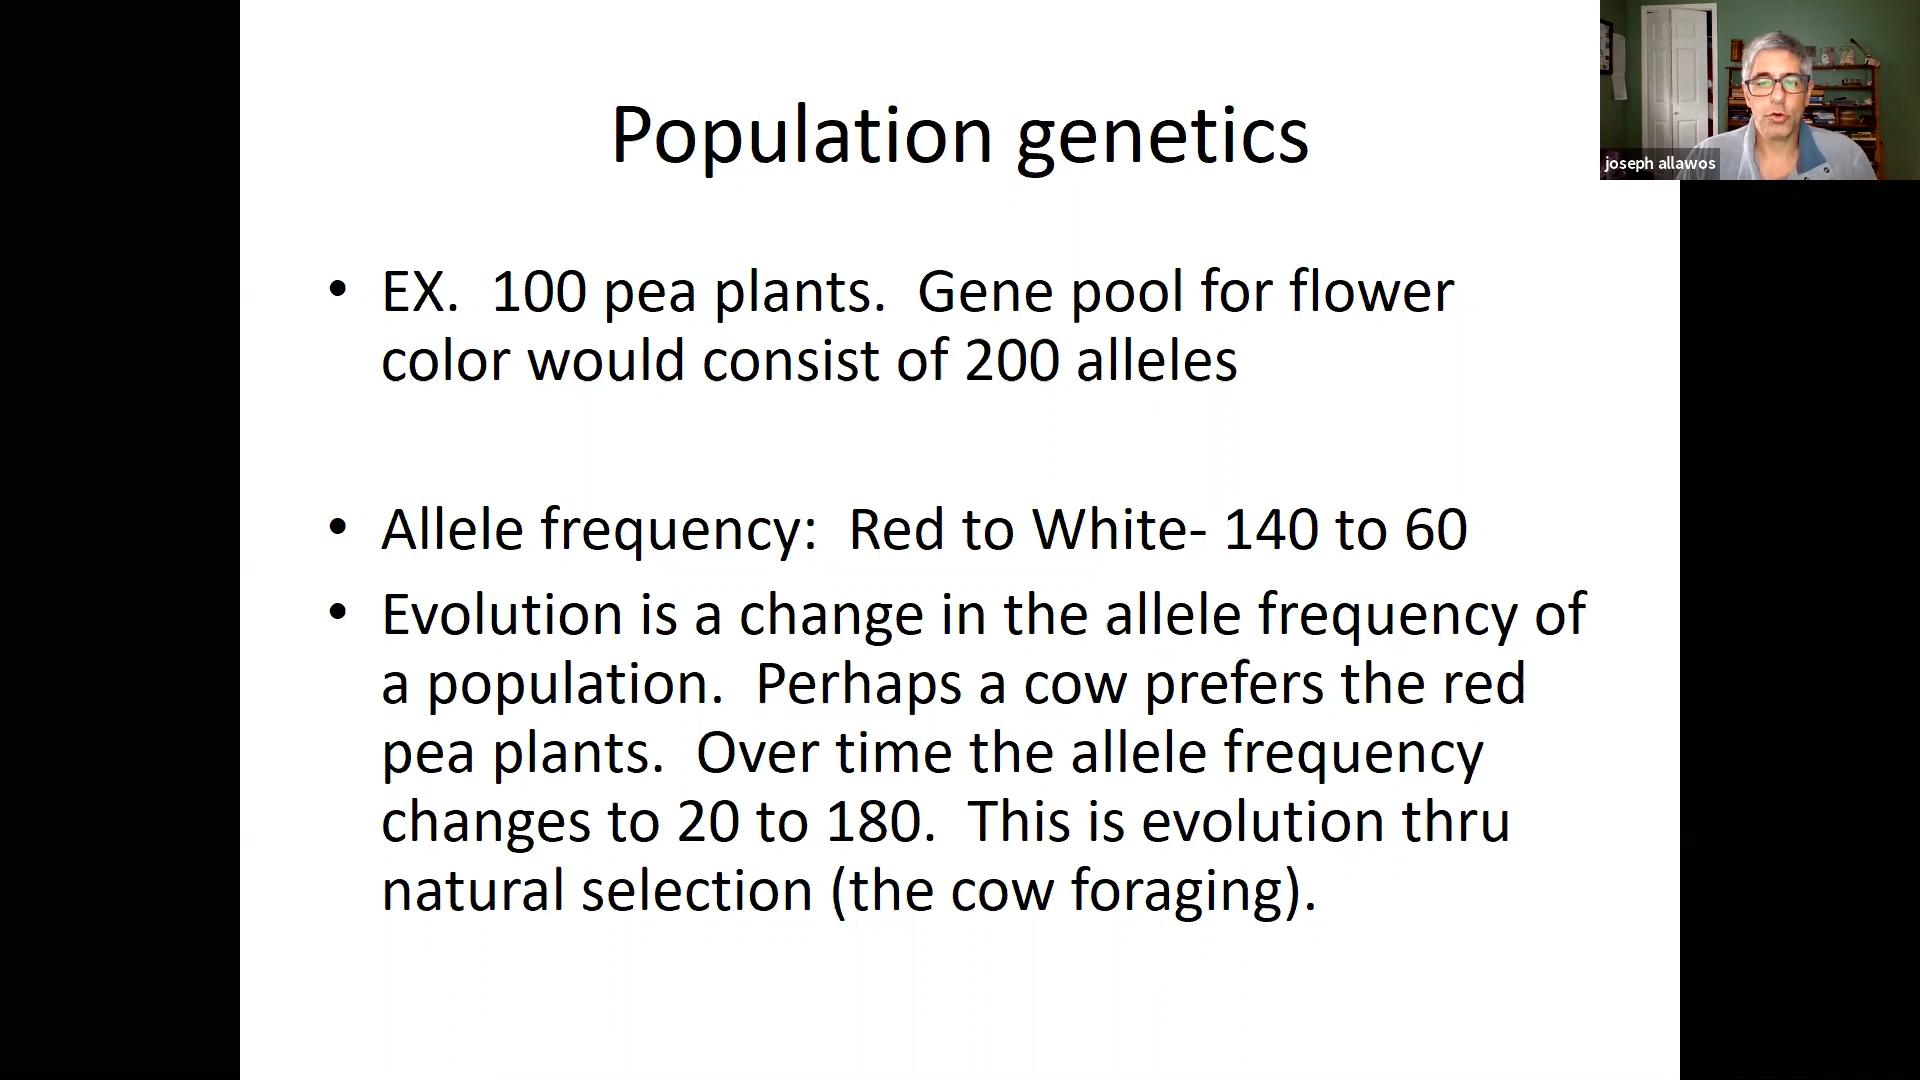 Population genetics
joseph allawos
• EX.  100 pea plants.  Gene pool for flower
color would consist of 200 alleles
• Allele frequency:  Red to White- 140 to 60
• Evolution is a change in the allele frequency of
a population.  Perhaps a cow prefers the red
pea plants.  Over time the allele frequency
changes to 20 to 180.  This is evolution thru
natural selection (the cow foraging).